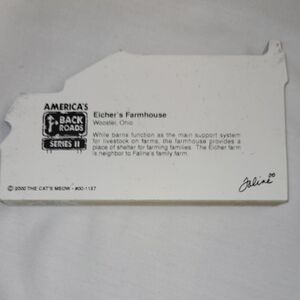 AMERICA'S
BACK
ROADS
SERIES II
Eicher's Farmhouse
Wooster, Ohio
While barns function as the main support system
for livestock on farms, the farmhouse provides a
place of shelter for farming families. The Eicher farm
is neighbor to Faline's family farm.
© 2000 THE CAT'S MEOW - #00-1187
Faline 00